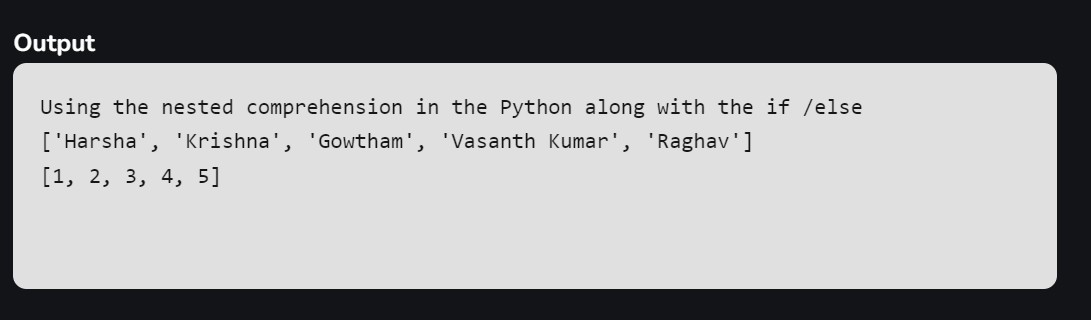 Output
Using the nested comprehension in the Python along with the if /else
['Harsha', 'Krishna', 'Gowtham', 'Vasanth Kumar', 'Raghav']
[1, 2, 3, 4, 5]